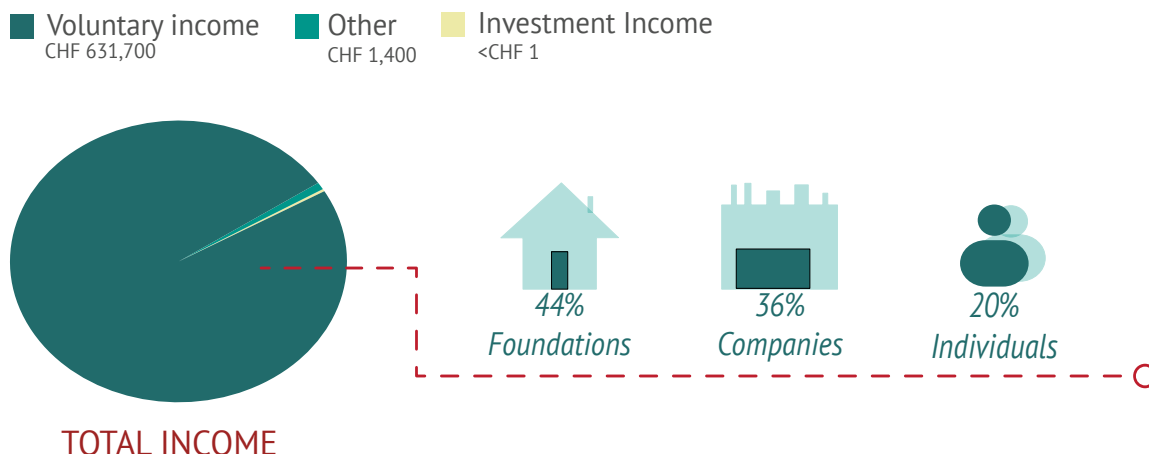 Voluntary income
CHF 631,700
Other
CHF 1,400
Investment Income
<CHF 1
44%
Foundations
36%
Companies
20%
Individuals
TOTAL INCOME